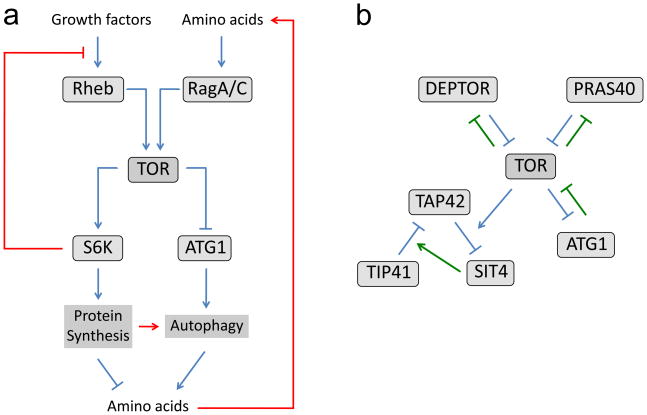 a
Growth factors
Amino acids
Rheb
RagA/C
TOR
S6K
ATG1
Protein
Synthesis
Autophagy
Amino acids
b
DEPTOR
PRAS40
TOR
TAP42
ATG1
TIP41
SIT4